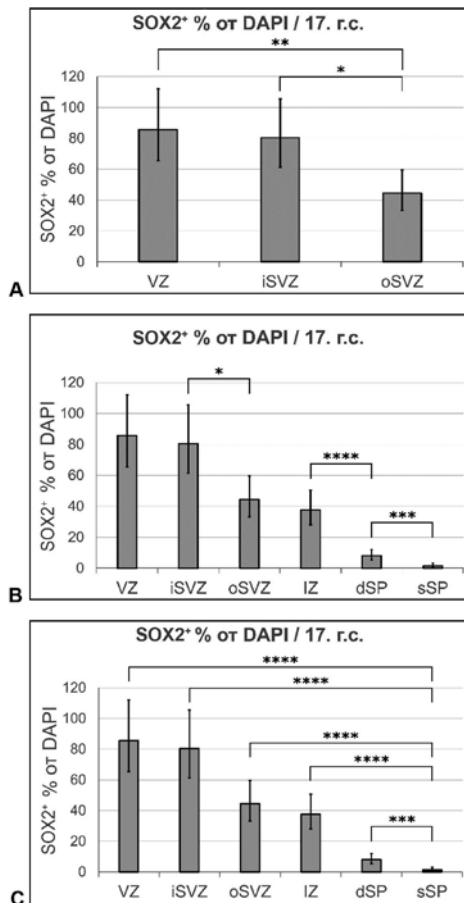 SOX2⁺ % от DAPI / 17. г.с.
**
*
SOX2⁺ % от DAPI
120
100
80
60
40
20
0
VZ iSVZ oSVZ
A
SOX2⁺ % от DAPI / 17. г.с.
*
****
***
SOX2⁺ % от DAPI
120
100
80
60
40
20
0
VZ iSVZ oSVZ IZ dSP sSP
B
SOX2⁺ % от DAPI / 17. г.с.
****
****
****
****
***
SOX2⁺ % от DAPI
120
100
80
60
40
20
0
VZ iSVZ oSVZ IZ dSP sSP
C